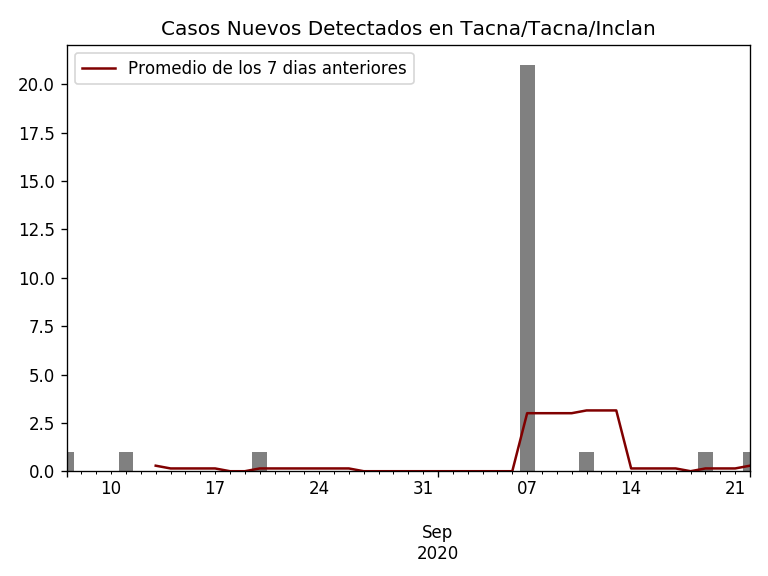 Casos Nuevos Detectados en Tacna/Tacna/Inclan
Promedio de los 7 dias anteriores
20.0
17.5
15.0
12.5
10.0
7.5
5.0
2.5
0.0
10 17 24 31 07 14 21
Sep
2020